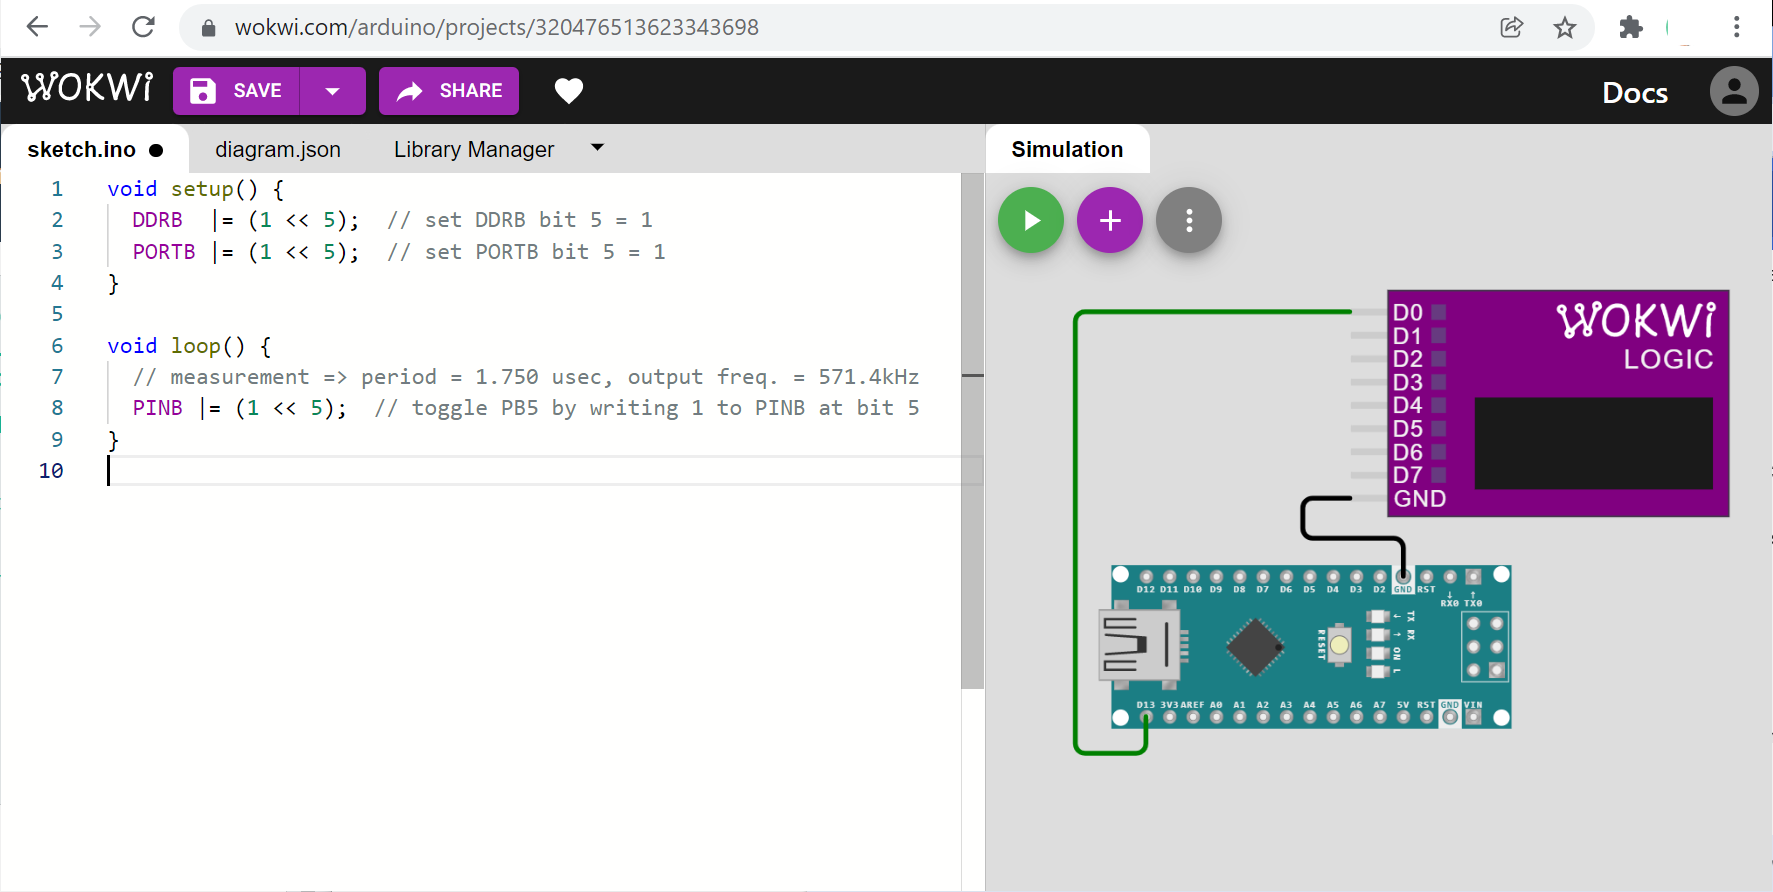 wokwi.com/arduino/projects/320476513623343698
WOKWi
SAVE
SHARE
Docs
sketch.ino ●
diagram.json
Library Manager
Simulation
1 void setup() {
2 DDRB |= (1 << 5); // set DDRB bit 5 = 1
3 PORTB |= (1 << 5); // set PORTB bit 5 = 1
4 }
5
6 void loop() {
7 // measurement => period = 1.750 usec, output freq. = 571.4kHz
8 PINB |= (1 << 5); // toggle PB5 by writing 1 to PINB at bit 5
9 }
10
D0
D1
D2
D3
D4
D5
D6
D7
GND
WOKWi
LOGIC
D12 D11 D10 D9 D8 D7 D6 D5 D4 D3 D2 GND RST
RX0 TX0
RESET
TX
RX
ON
L
D13 3V3 AREF A0 A1 A2 A3 A4 A5 A6 A7 5V RST GND VIN